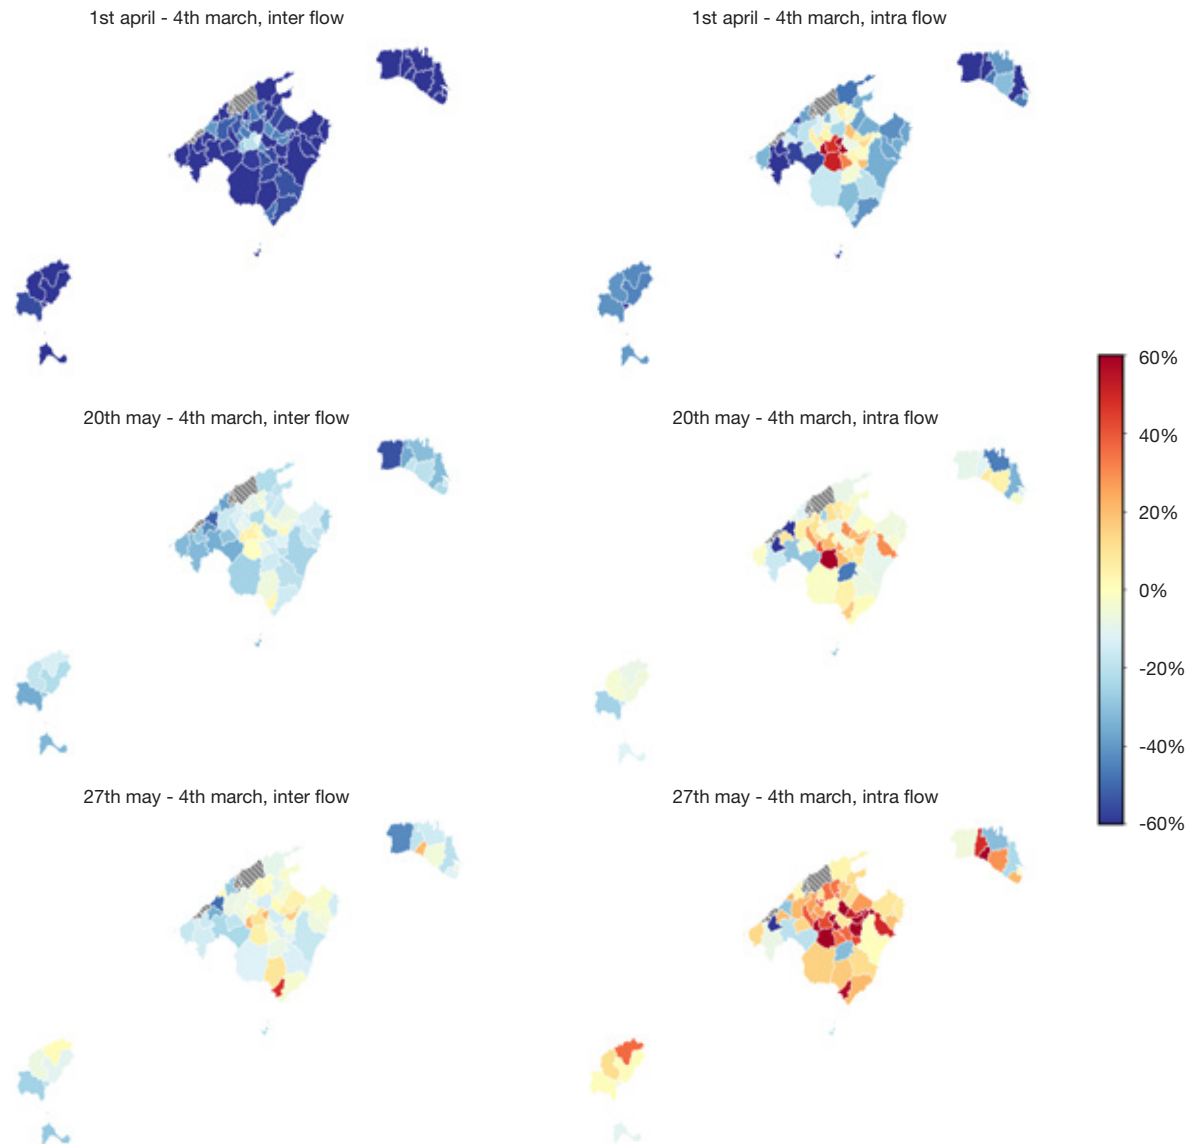 1st april - 4th march, inter flow
1st april - 4th march, intra flow
60%
40%
20%
0%
-20%
-40%
-60%
20th may - 4th march, inter flow
20th may - 4th march, intra flow
27th may - 4th march, inter flow
27th may - 4th march, intra flow